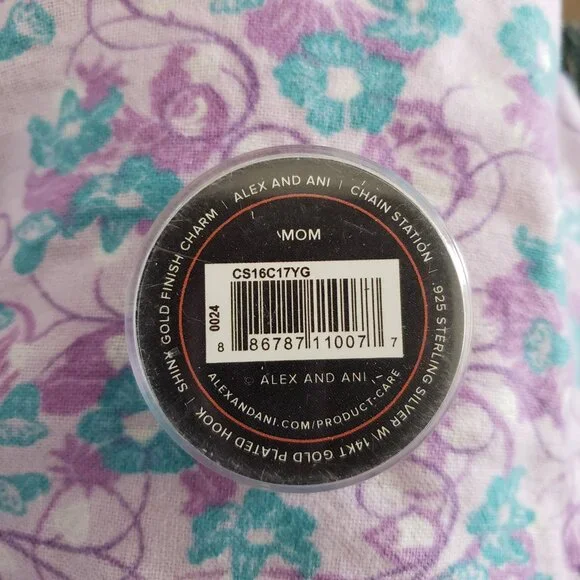 ALEX AND ANI | CHAIN STATION | .925 STERLING SILVER W/ 14KT GOLD PLATED HOOK | SHINY GOLD FINISH CHARM |
MOM
CS16C17YG
0024
8 86787 11007 7
© ALEX AND ANI
ALEXANDANI.COM/PRODUCT-CARE